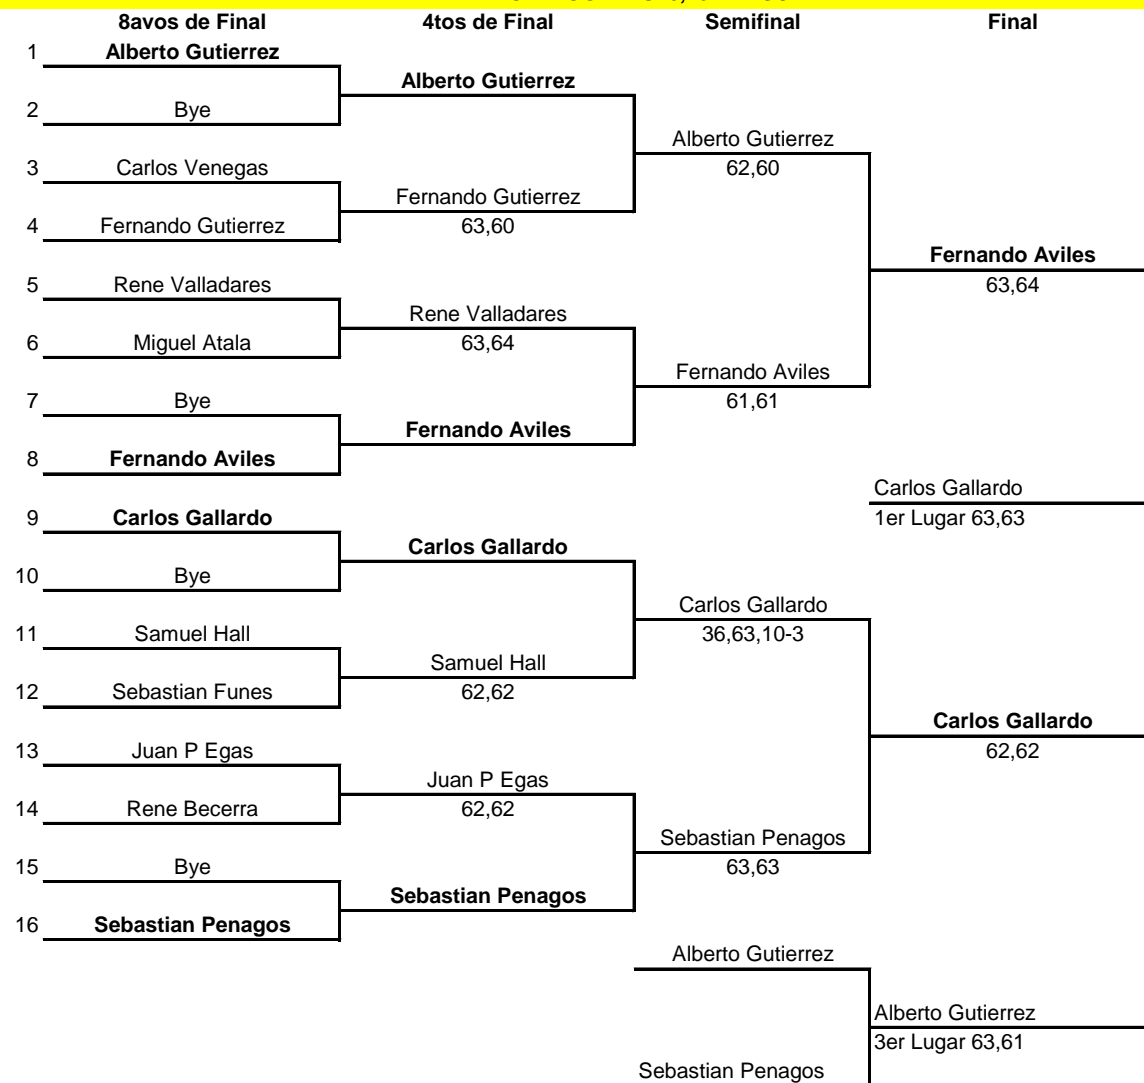 8avos de Final 4tos de Final Semifinal Final
1 Alberto Gutierrez
Alberto Gutierrez
2 Bye
Alberto Gutierrez
3 Carlos Venegas 62,60
Fernando Gutierrez
4 Fernando Gutierrez 63,60
Fernando Aviles
5 Rene Valladares 63,64
Rene Valladares
6 Miguel Atala 63,64
Fernando Aviles
7 Bye 61,61
Fernando Aviles
8 Fernando Aviles
Carlos Gallardo
9 Carlos Gallardo 1er Lugar 63,63
Carlos Gallardo
10 Bye
Carlos Gallardo
11 Samuel Hall 36,63,10-3
Samuel Hall
12 Sebastian Funes 62,62
Carlos Gallardo
13 Juan P Egas 62,62
Juan P Egas
14 Rene Becerra 62,62
Sebastian Penagos
15 Bye 63,63
Sebastian Penagos
16 Sebastian Penagos
Alberto Gutierrez
Alberto Gutierrez
3er Lugar 63,61
Sebastian Penagos